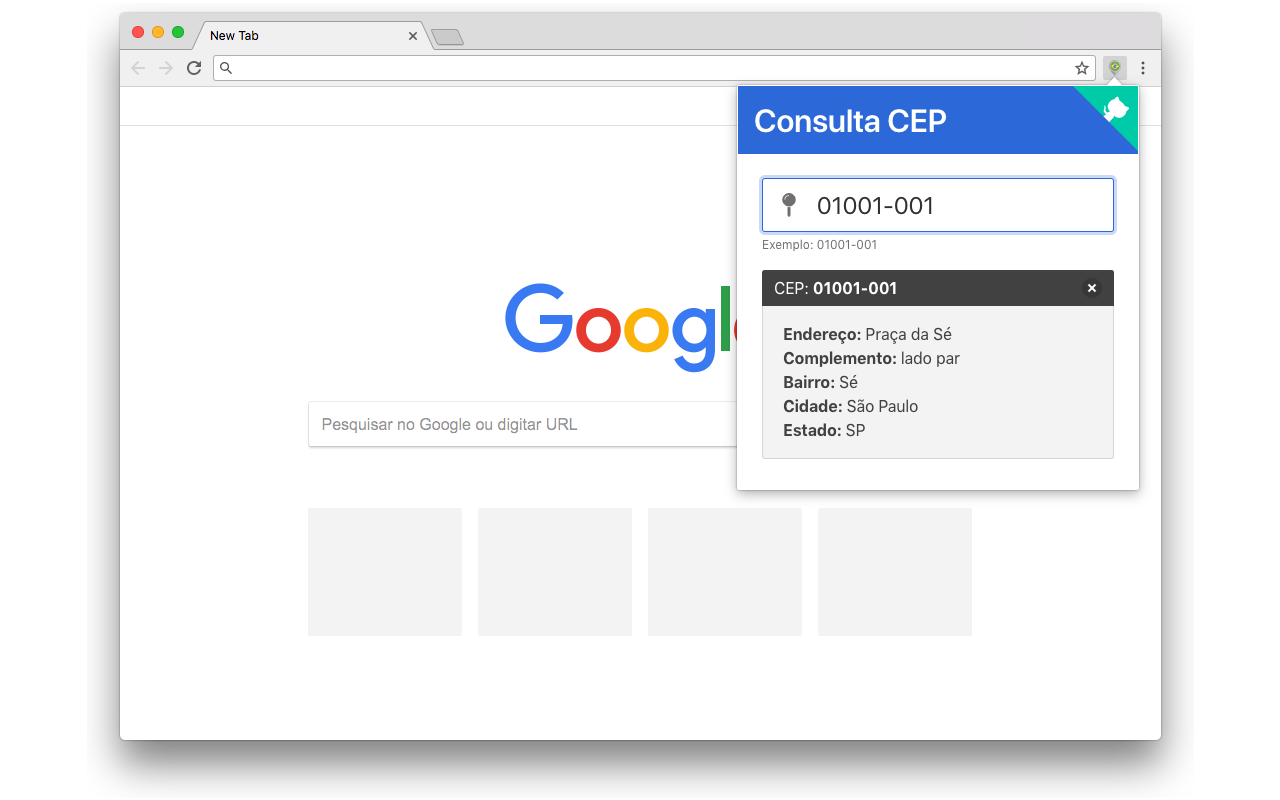 New Tab
Consulta CEP
01001-001
Exemplo: 01001-001
CEP: 01001-001
Endereço: Praça da Sé
Complemento: lado par
Bairro: Sé
Cidade: São Paulo
Estado: SP
Googl
Pesquisar no Google ou digitar URL